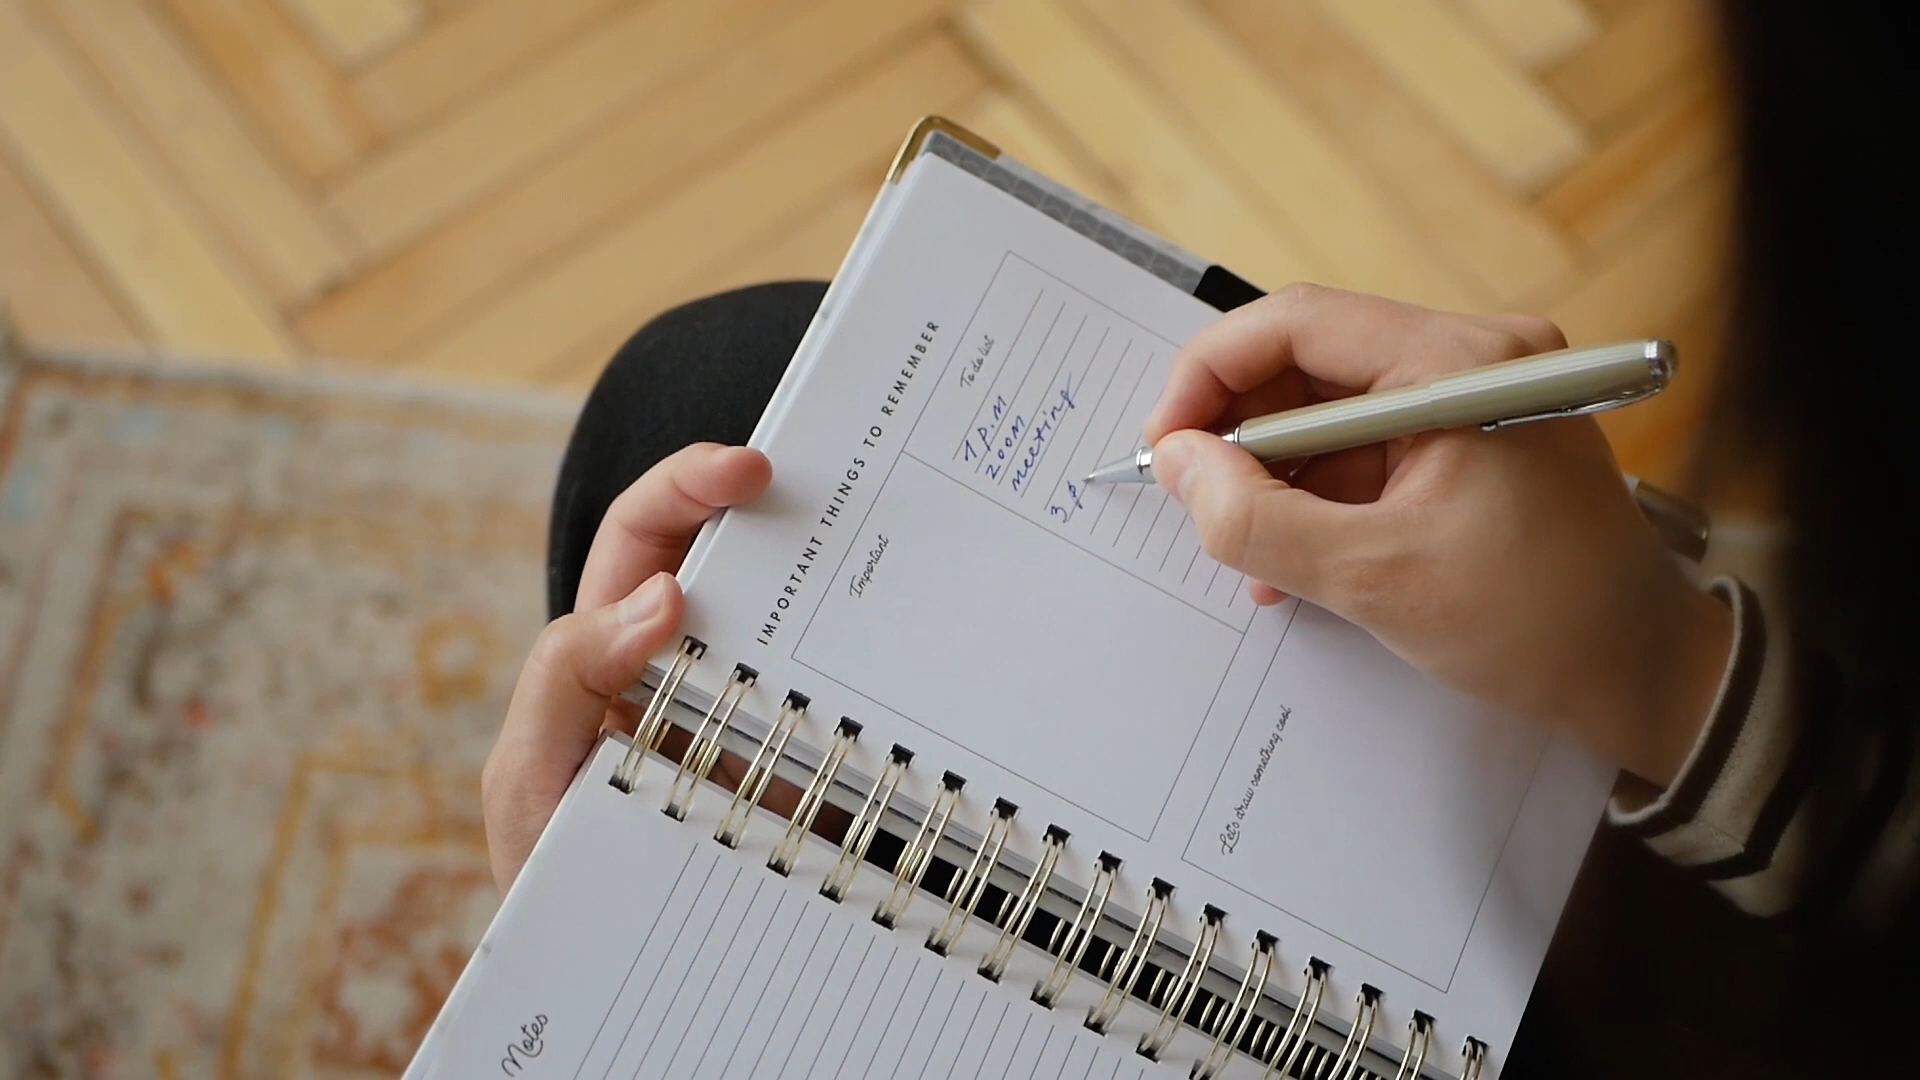 IMPORTANT THINGS TO REMEMBER
To do list
1 P.M
ZOOM
meeting
3 p
Important
Let's draw something cool
Notes